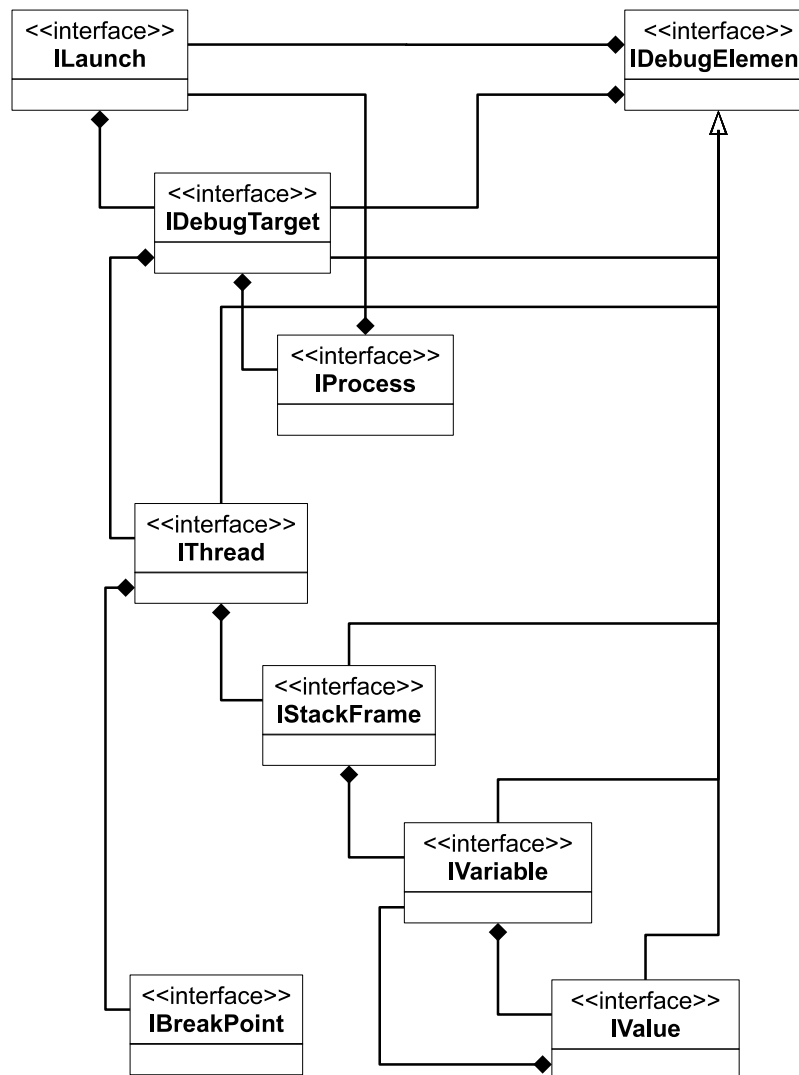 <<interface>>
ILaunch
<<interface>>
IDebugElemen
<<interface>>
IDebugTarget
<<interface>>
IProcess
<<interface>>
IThread
<<interface>>
IStackFrame
<<interface>>
IVariable
<<interface>>
IBreakPoint
<<interface>>
IValue